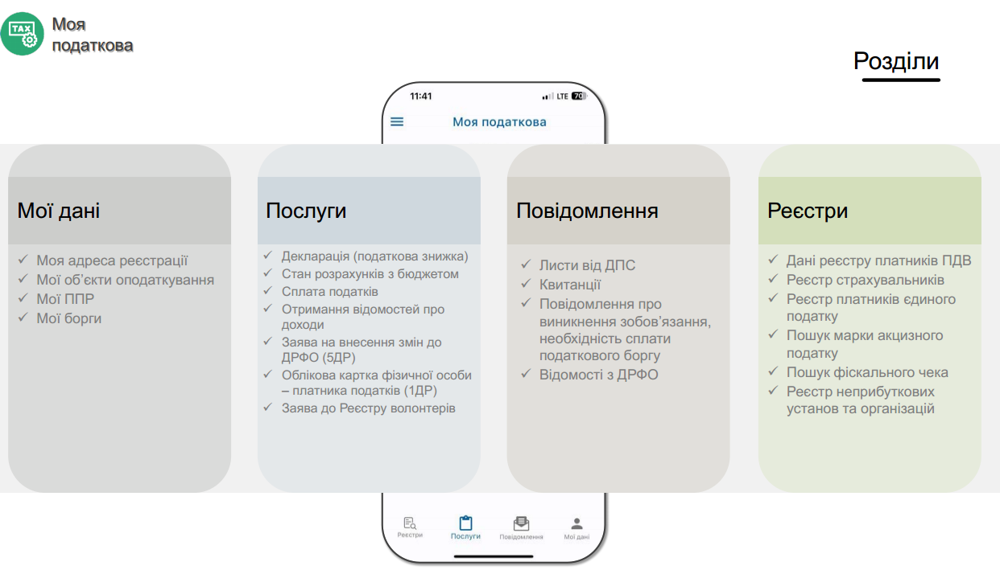 TAX
Моя
податкова
Розділи
11:41
LTE 70
Моя податкова
Мої дані
✓ Моя адреса реєстрації
✓ Мої об’єкти оподаткування
✓ Мої ППР
✓ Мої борги
Послуги
✓ Декларація (податкова знижка)
✓ Стан розрахунків з бюджетом
✓ Сплата податків
✓ Отримання відомостей про
доходи
✓ Заява на внесення змін до
ДРФО (5ДР)
✓ Облікова картка фізичної особи
– платника податків (1ДР)
✓ Заява до Реєстру волонтерів
Повідомлення
✓ Листи від ДПС
✓ Квитанції
✓ Повідомлення про
виникнення зобов’язання,
необхідність сплати
податкового боргу
✓ Відомості з ДРФО
Реєстри
✓ Дані реєстру платників ПДВ
✓ Реєстр страхувальників
✓ Реєстр платників єдиного
податку
✓ Пошук марки акцизного
податку
✓ Пошук фіскального чека
✓ Реєстр неприбуткових
установ та організацій
Реєстри
Послуги
Повідомлення
Мої дані